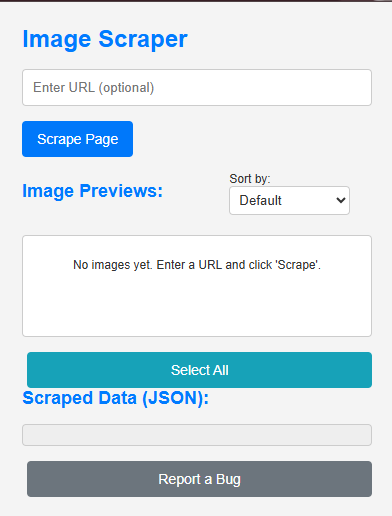 Image Scraper
Enter URL (optional)
Scrape Page
Sort by:
Image Previews:
Default
No images yet. Enter a URL and click 'Scrape'.
Select All
Scraped Data (JSON):
Report a Bug